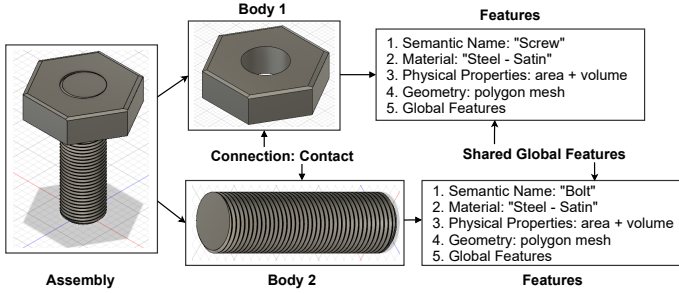 Body 1
Features
1. Semantic Name: "Screw"
2. Material: "Steel - Satin"
3. Physical Properties: area + volume
4. Geometry: polygon mesh
5. Global Features
Connection: Contact
Shared Global Features
1. Semantic Name: "Bolt"
2. Material: "Steel - Satin"
3. Physical Properties: area + volume
4. Geometry: polygon mesh
5. Global Features
Assembly
Body 2
Features